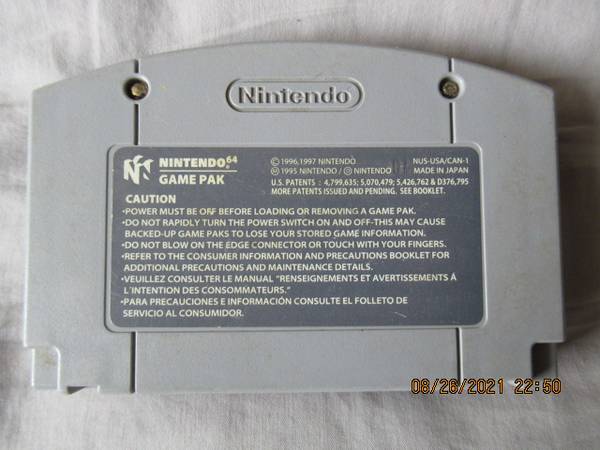 Nintendo
NINTENDO64
GAME PAK
©1996,1997 NINTENDO
Ⓜ 1995 NINTENDO / Ⓓ NINTENDO
NUS-USA/CAN-1
MADE IN JAPAN
U.S. PATENTS : 4,799,635; 5,070,479; 5,426,762 & D376,795
MORE PATENTS ISSUED AND PENDING. SEE BOOKLET.
CAUTION
•POWER MUST BE OFF BEFORE LOADING OR REMOVING A GAME PAK.
•DO NOT RAPIDLY TURN THE POWER SWITCH ON AND OFF-THIS MAY CAUSE
BACKED-UP GAME PAKS TO LOSE YOUR STORED GAME INFORMATION.
•DO NOT BLOW ON THE EDGE CONNECTOR OR TOUCH WITH YOUR FINGERS.
•REFER TO THE CONSUMER INFORMATION AND PRECAUTIONS BOOKLET FOR
ADDITIONAL PRECAUTIONS AND MAINTENANCE DETAILS.
•VEUILLEZ CONSULTER LE MANUEL "RENSEIGNEMENTS ET AVERTISSEMENTS À
L'INTENTION DES CONSOMMATEURS."
•PARA PRECAUCIONES E INFORMACIÓN CONSULTE EL FOLLETO DE
SERVICIO AL CONSUMIDOR.
08/26/2021 22:50